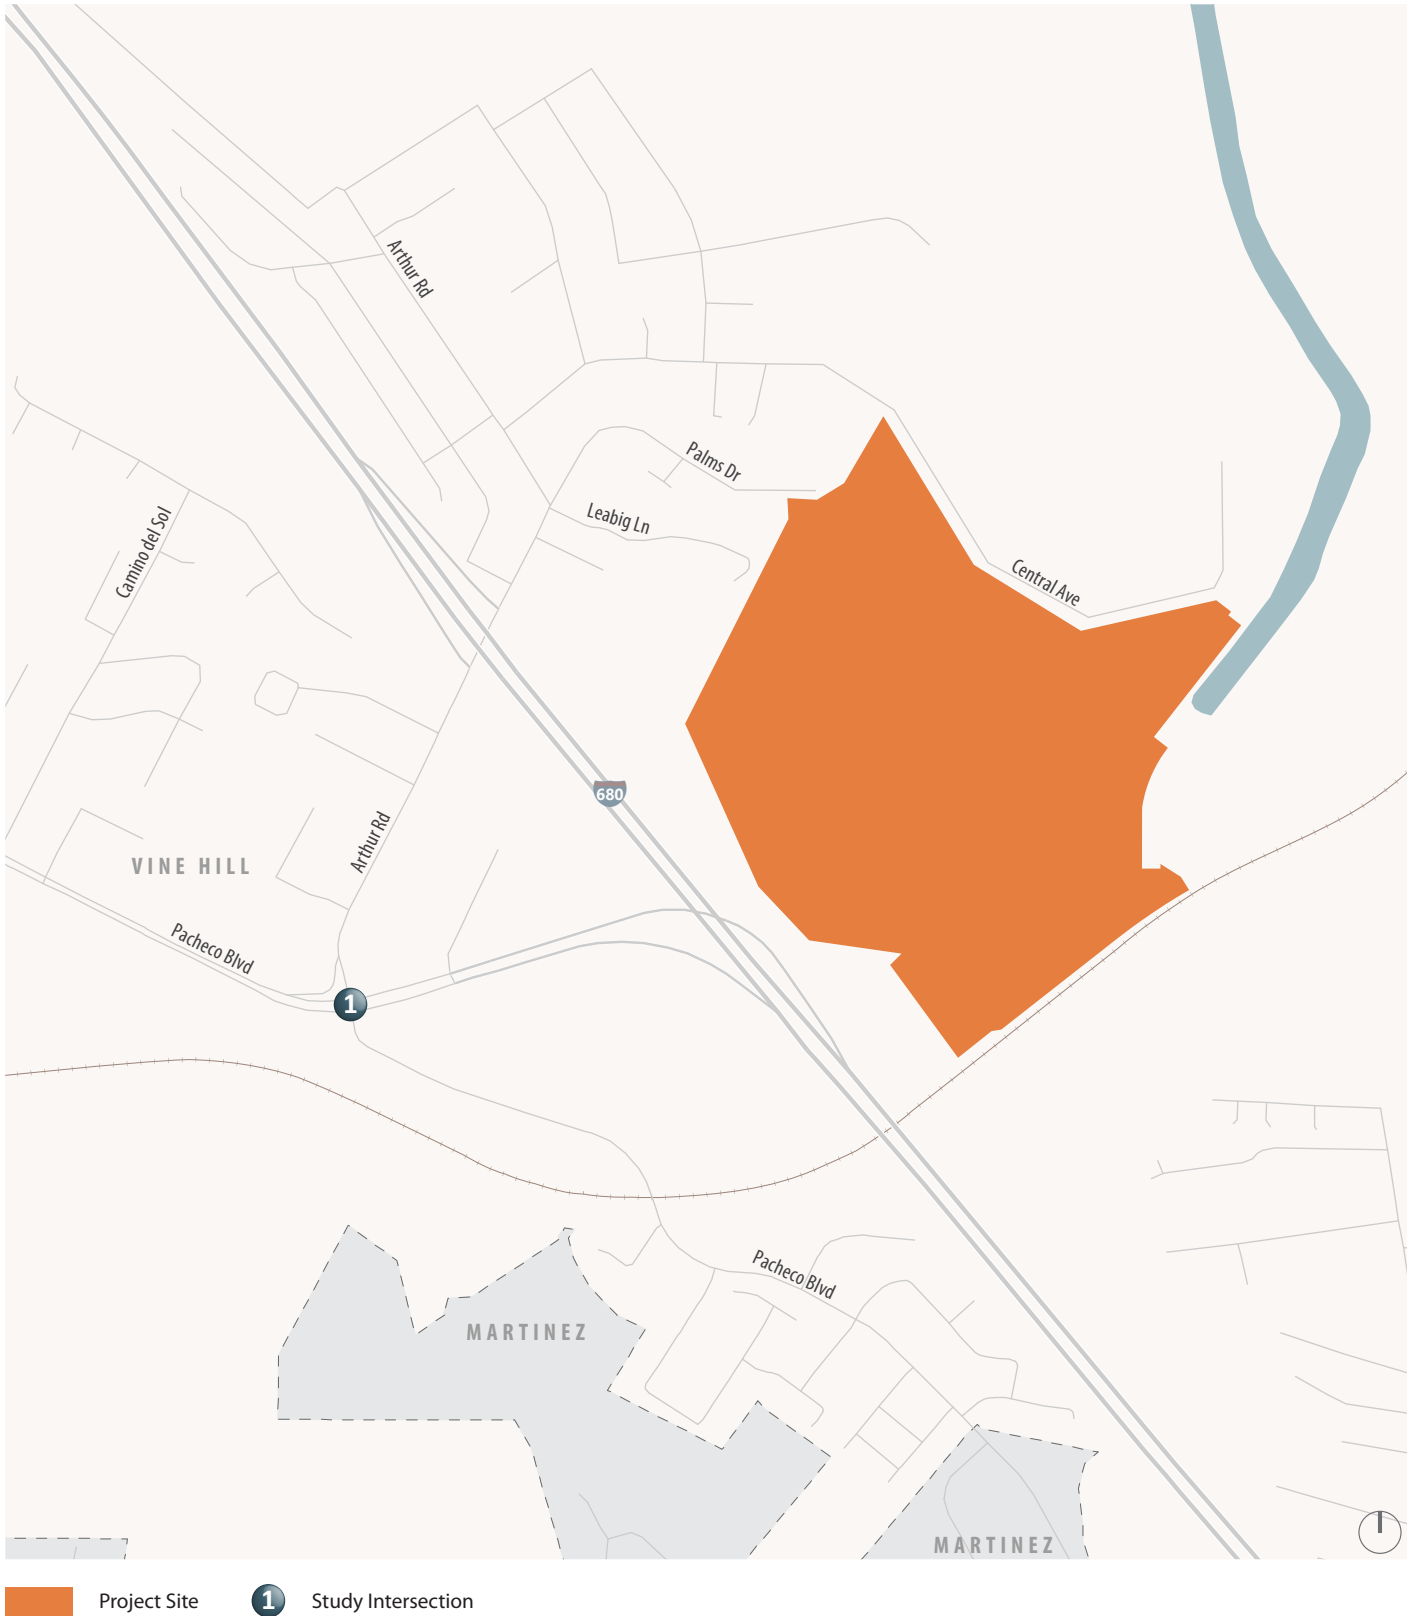 Arthur Rd
Palms Dr
Leabig Ln
Camino del Sol
Central Ave
680
Arthur Rd
VINE HILL
Pacheco Blvd
1
Pacheco Blvd
MARTINEZ
MARTINEZ
Project Site
1 Study Intersection